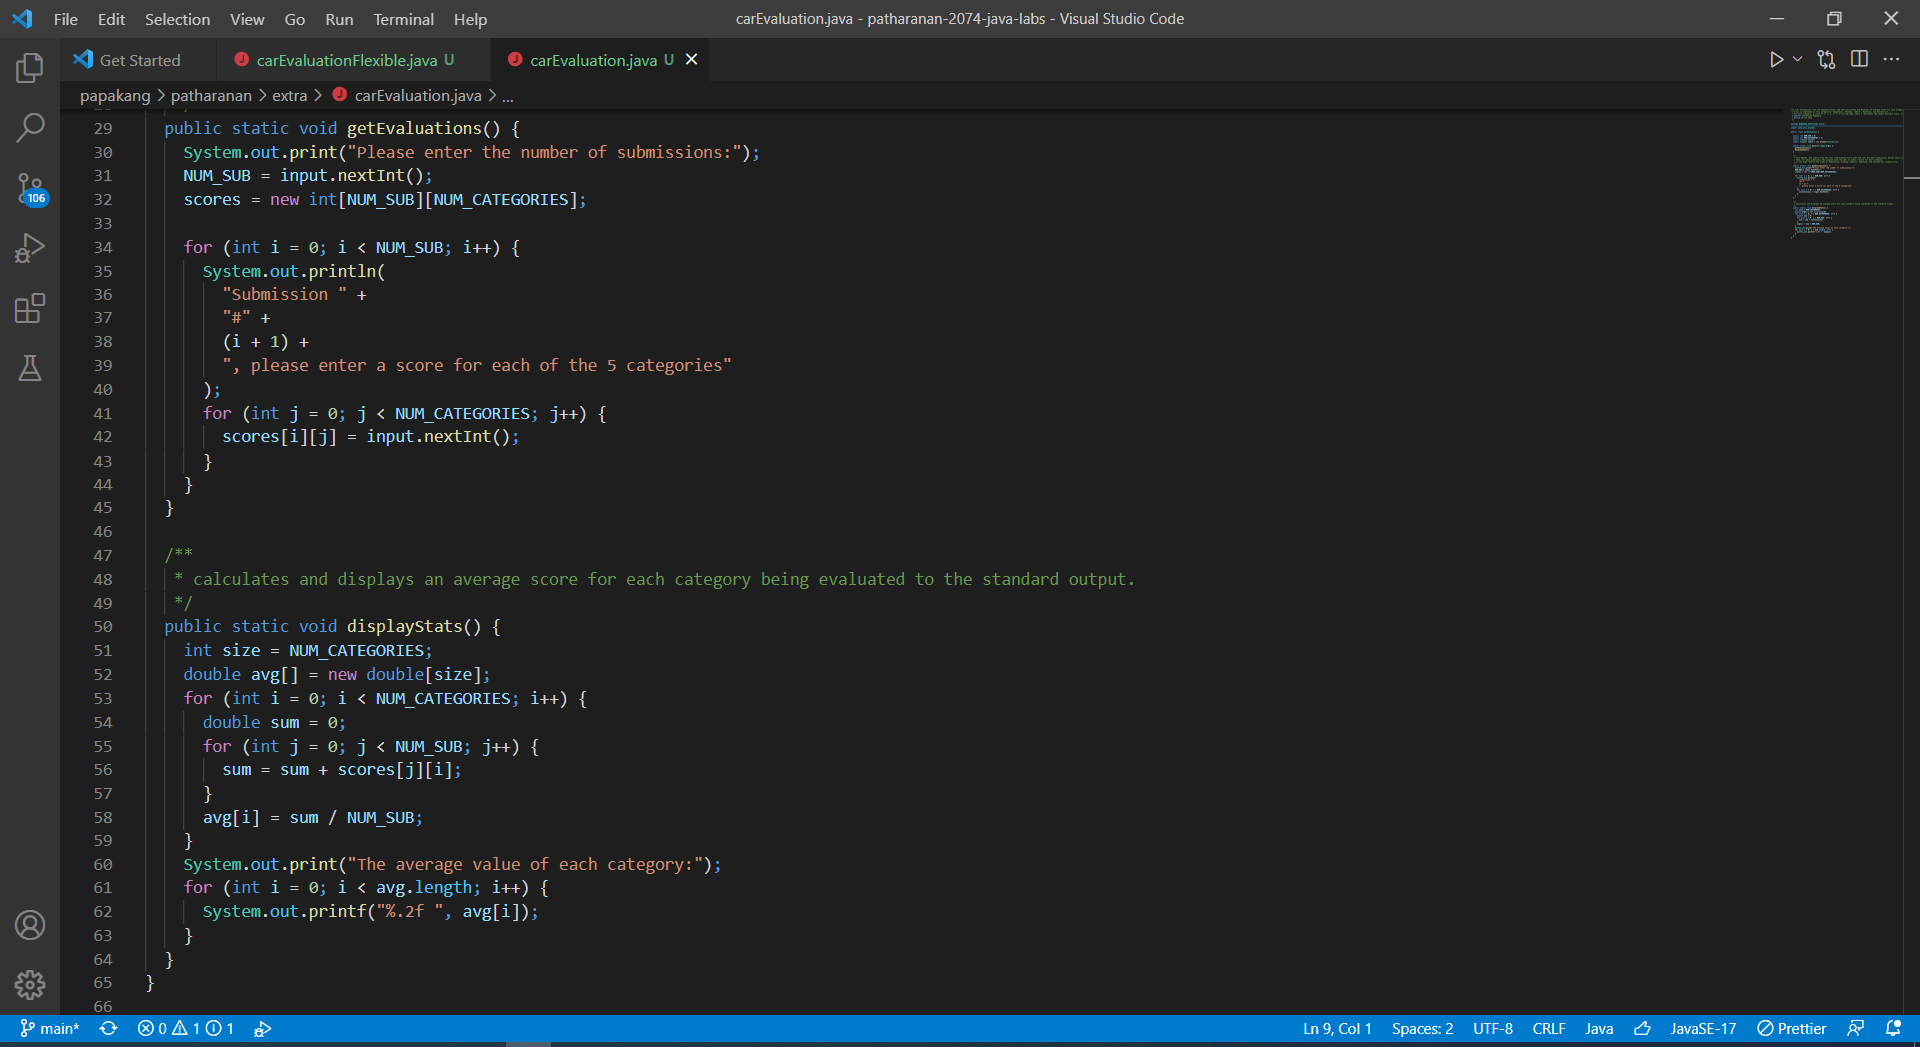 File Edit Selection View Go Run Terminal Help
carEvaluation.java - patharanan-2074-java-labs - Visual Studio Code
Get Started
carEvaluationFlexible.java U
carEvaluation.java U
papakang > patharanan > extra > carEvaluation.java > ...
29 public static void getEvaluations() {
30 System.out.print("Please enter the number of submissions:");
31 NUM_SUB = input.nextInt();
32 scores = new int[NUM_SUB][NUM_CATEGORIES];
33
34 for (int i = 0; i < NUM_SUB; i++) {
35 System.out.println(
36 "Submission " +
37 "#" +
38 (i + 1) +
39 ", please enter a score for each of the 5 categories"
40 );
41 for (int j = 0; j < NUM_CATEGORIES; j++) {
42 scores[i][j] = input.nextInt();
43 }
44 }
45 }
46
47 /**
48 * calculates and displays an average score for each category being evaluated to the standard output.
49 */
50 public static void displayStats() {
51 int size = NUM_CATEGORIES;
52 double avg[] = new double[size];
53 for (int i = 0; i < NUM_CATEGORIES; i++) {
54 double sum = 0;
55 for (int j = 0; j < NUM_SUB; j++) {
56 sum = sum + scores[j][i];
57 }
58 avg[i] = sum / NUM_SUB;
59 }
60 System.out.print("The average value of each category:");
61 for (int i = 0; i < avg.length; i++) {
62 System.out.printf("%.2f ", avg[i]);
63 }
64 }
65 }
66
106
main* 0 1 1
Ln 9, Col 1 Spaces: 2 UTF-8 CRLF Java JavaSE-17 Prettier